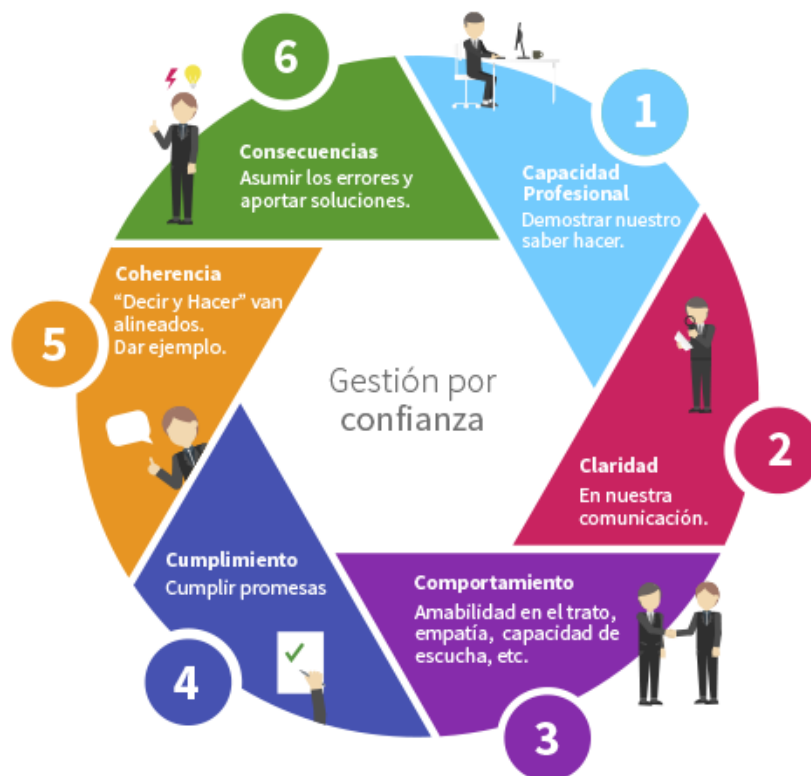 Gestión por
confianza
1
Capacidad
Profesional
Demostrar nuestro
saber hacer.
2
Claridad
En nuestra
comunicación.
3
Comportamiento
Amabilidad en el trato,
empatía, capacidad de
escucha, etc.
4
Cumplimiento
Cumplir promesas
5
Coherencia
“Decir y Hacer” van
alineados.
Dar ejemplo.
6
Consecuencias
Asumir los errores y
aportar soluciones.